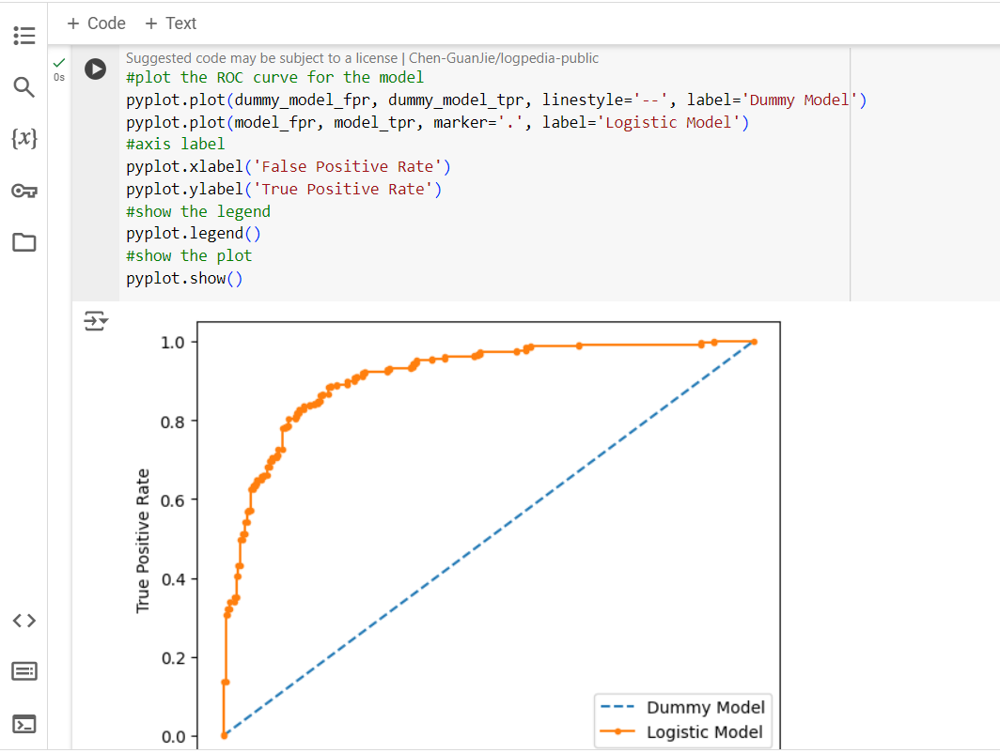 + Code + Text
0s
Suggested code may be subject to a license | Chen-GuanJie/logpedia-public
#plot the ROC curve for the model
pyplot.plot(dummy_model_fpr, dummy_model_tpr, linestyle='--', label='Dummy Model')
pyplot.plot(model_fpr, model_tpr, marker='.', label='Logistic Model')
#axis label
pyplot.xlabel('False Positive Rate')
pyplot.ylabel('True Positive Rate')
#show the legend
pyplot.legend()
#show the plot
pyplot.show()
{x}
1.0
0.8
0.6
0.4
0.2
0.0
True Positive Rate
Dummy Model
Logistic Model